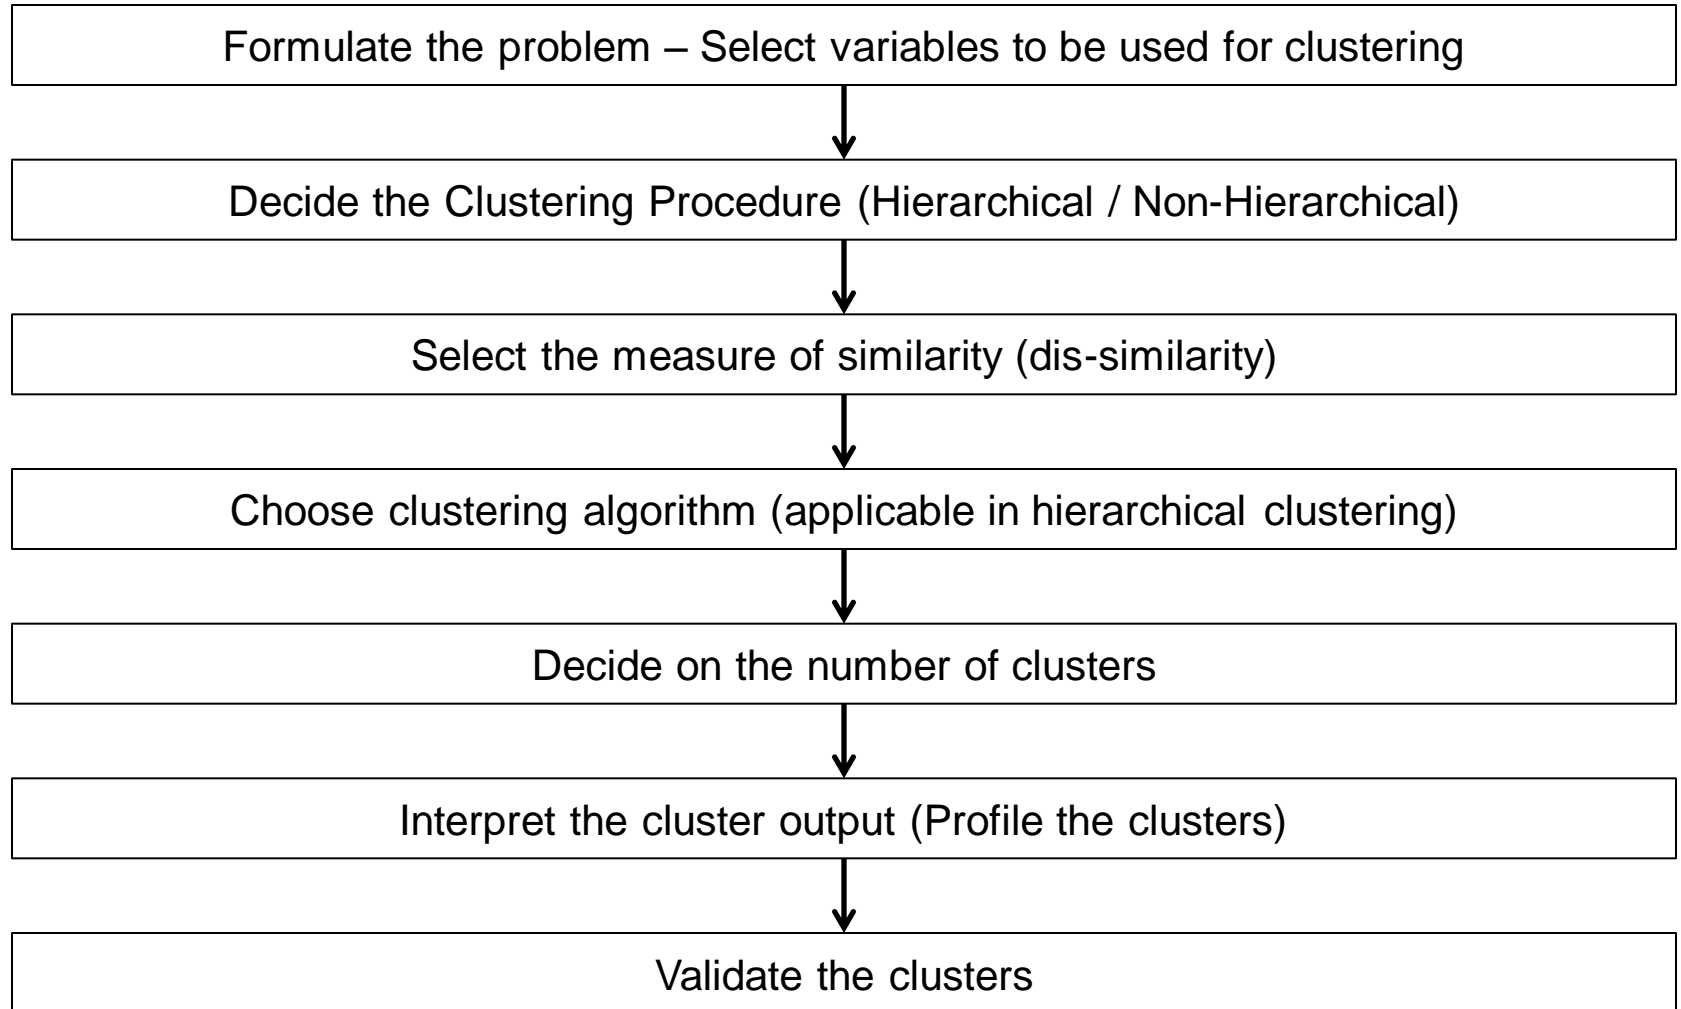 Formulate the problem – Select variables to be used for clustering
Decide the Clustering Procedure (Hierarchical / Non-Hierarchical)
Select the measure of similarity (dis-similarity)
Choose clustering algorithm (applicable in hierarchical clustering)
Decide on the number of clusters
Interpret the cluster output (Profile the clusters)
Validate the clusters